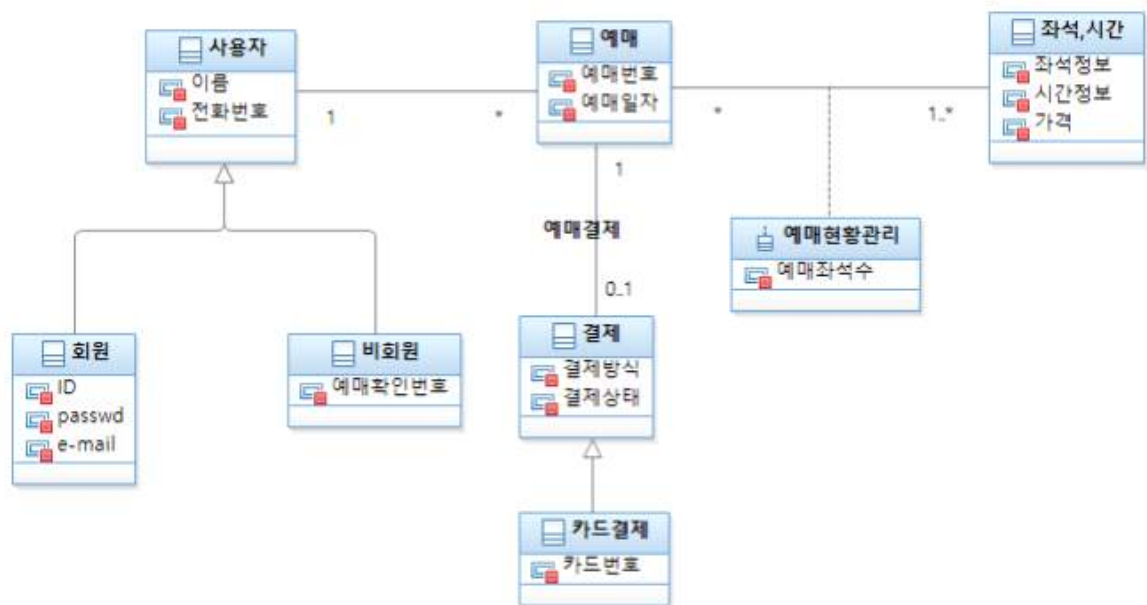 사용자
이름
전화번호
1
*
예매
예매번호
예매일자
*
1..*
좌석,시간
좌석정보
시간정보
가격
1
예매결제
0..1
예매현황관리
예매좌석수
회원
ID
passwd
e-mail
비회원
예매확인번호
결제
결제방식
결제상태
카드결제
카드번호